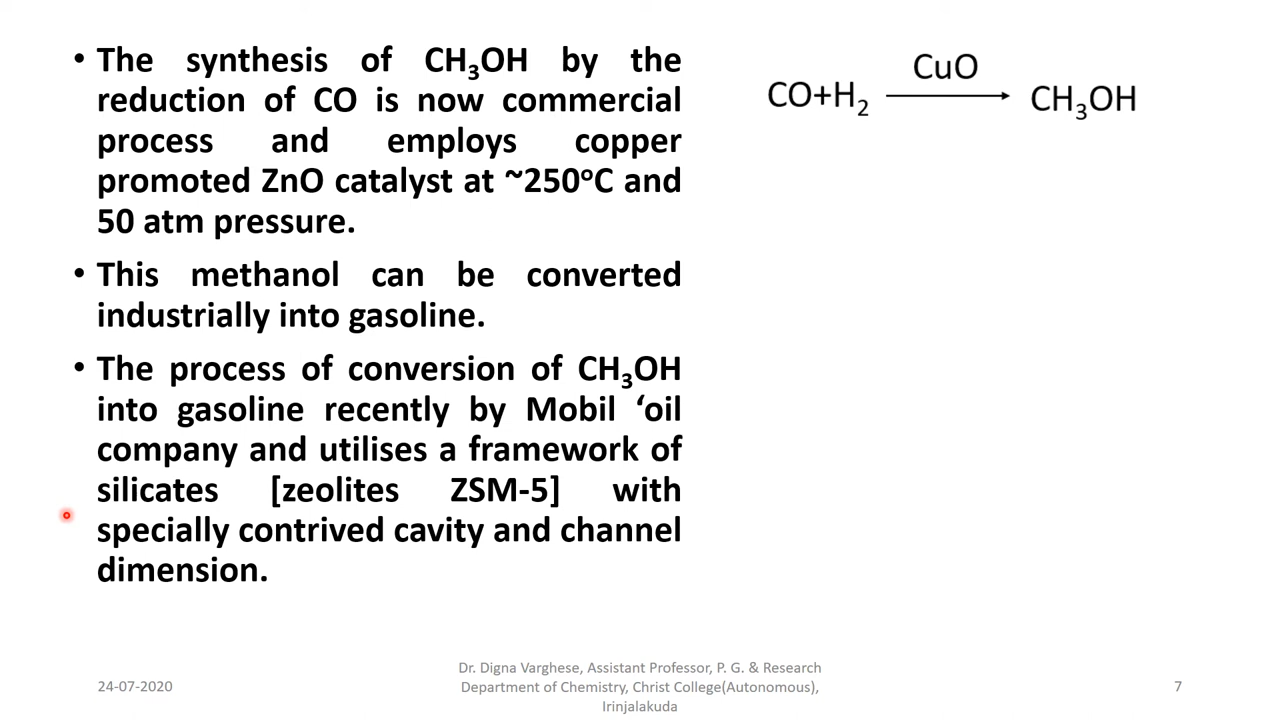 • The synthesis of CH₃OH by the
reduction of CO is now commercial
process and employs copper
promoted ZnO catalyst at ~250°C and
50 atm pressure.
• This methanol can be converted
industrially into gasoline.
• The process of conversion of CH₃OH
into gasoline recently by Mobil ‘oil
company and utilises a framework of
silicates [zeolites ZSM-5] with
specially contrived cavity and channel
dimension.
CuO
CO+H₂ → CH₃OH
24-07-2020
Dr. Digna Varghese, Assistant Professor, P. G. & Research
Department of Chemistry, Christ College(Autonomous),
Irinjalakuda
7